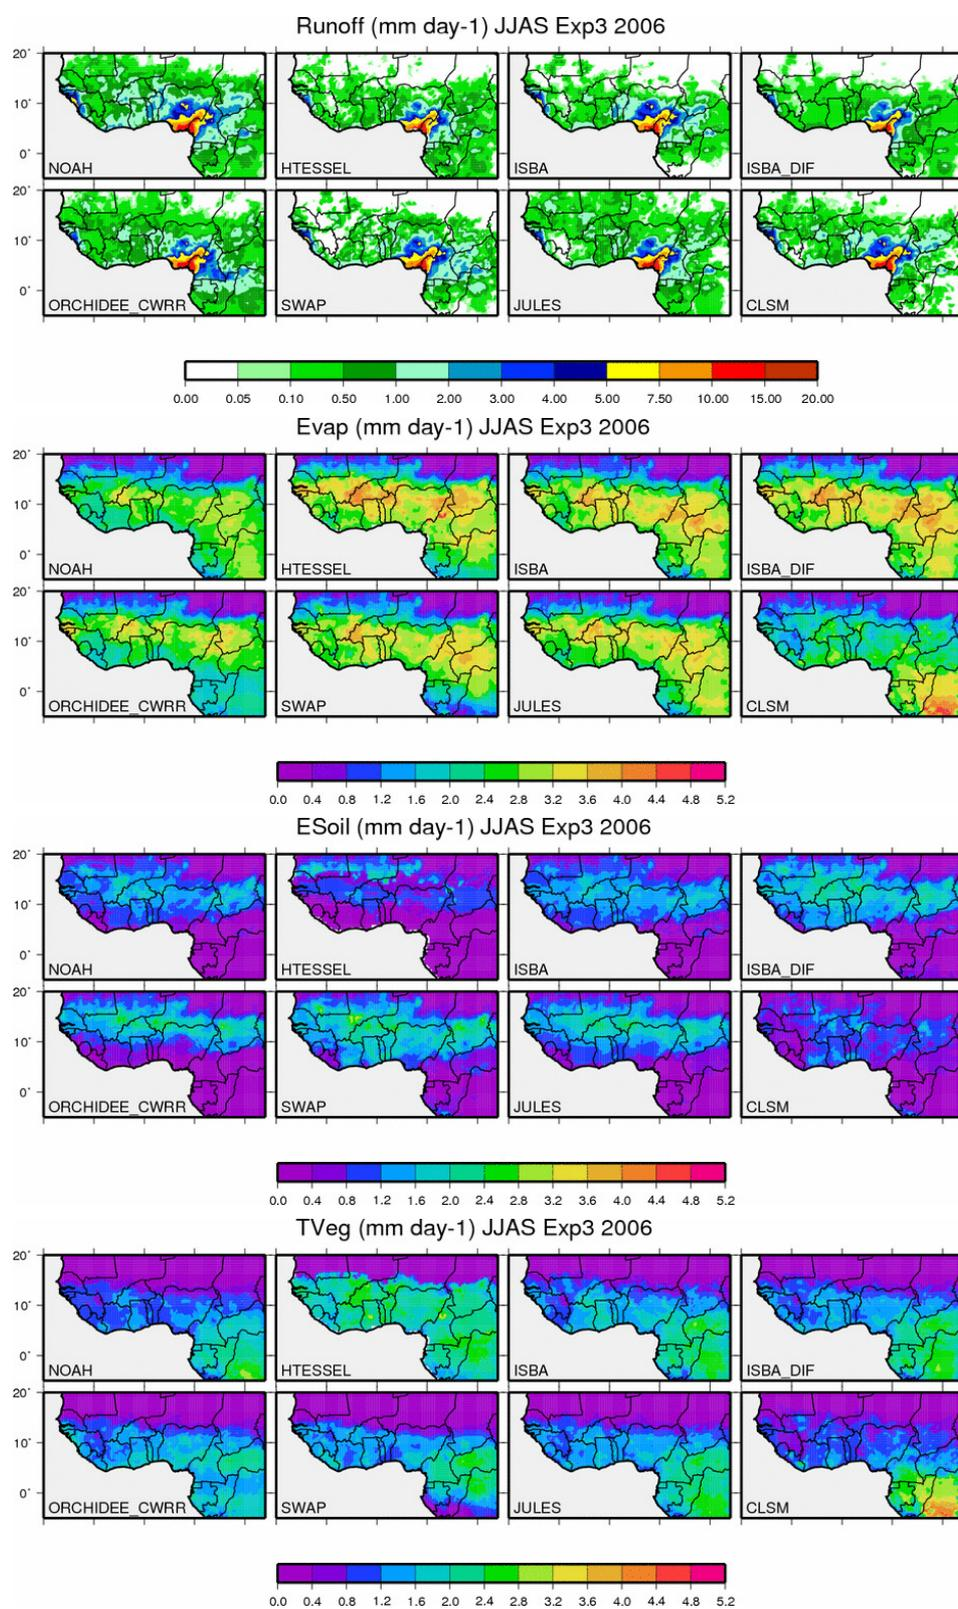 Runoff (mm day-1) JJAS Exp3 2006
20°
10°
0°
NOAH HTESSEL ISBA ISBA_DIF
20°
10°
0°
ORCHIDEE_CWRR SWAP JULES CLSM
0.00 0.05 0.10 0.50 1.00 2.00 3.00 4.00 5.00 7.50 10.00 15.00 20.00
Evap (mm day-1) JJAS Exp3 2006
20°
10°
0°
NOAH HTESSEL ISBA ISBA_DIF
20°
10°
0°
ORCHIDEE_CWRR SWAP JULES CLSM
0.0 0.4 0.8 1.2 1.6 2.0 2.4 2.8 3.2 3.6 4.0 4.4 4.8 5.2
ESoil (mm day-1) JJAS Exp3 2006
20°
10°
0°
NOAH HTESSEL ISBA ISBA_DIF
20°
10°
0°
ORCHIDEE_CWRR SWAP JULES CLSM
0.0 0.4 0.8 1.2 1.6 2.0 2.4 2.8 3.2 3.6 4.0 4.4 4.8 5.2
TVeg (mm day-1) JJAS Exp3 2006
20°
10°
0°
NOAH HTESSEL ISBA ISBA_DIF
20°
10°
0°
ORCHIDEE_CWRR SWAP JULES CLSM
0.0 0.4 0.8 1.2 1.6 2.0 2.4 2.8 3.2 3.6 4.0 4.4 4.8 5.2